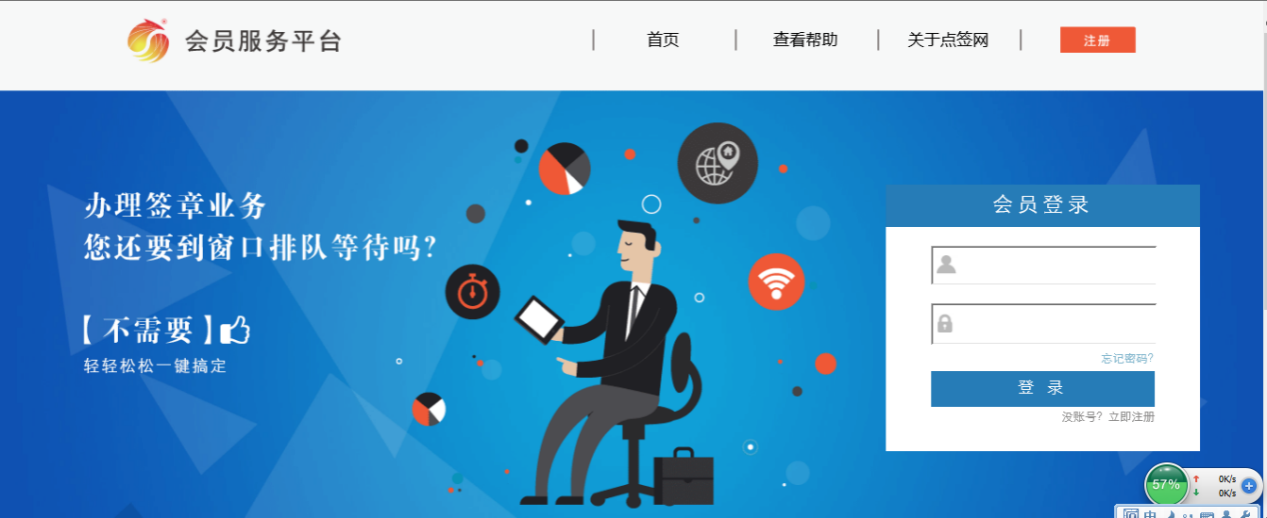 会员服务平台
首页
查看帮助
关于点签网
注册
办理签章业务
您还要到窗口排队等待吗?
【不需要】
轻轻松松一键搞定
会员登录
忘记密码?
登 录
没账号? 立即注册
57%
0K/s
0K/s
中